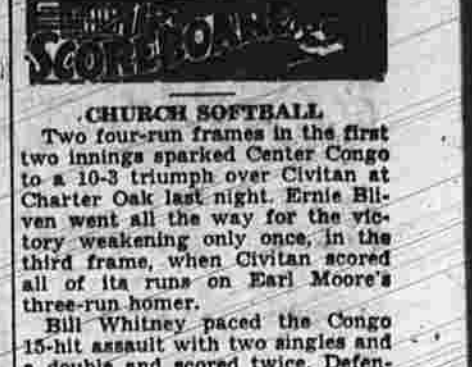 SCOREBOARD
CHURCH SOFTBALL
Two four-run frames in the first
two innings sparked Center Congo
to a 10-3 triumph over Civitan at
Charter Oak last night. Ernie Bli-
ven went all the way for the vic-
tory weakening only once, in the
third frame, when Civitan scored
all of its runs on Earl Moore's
three-run homer.
Bill Whitney paced the Congo
15-hit assault with two singles and
a double and scored twice. Defen-